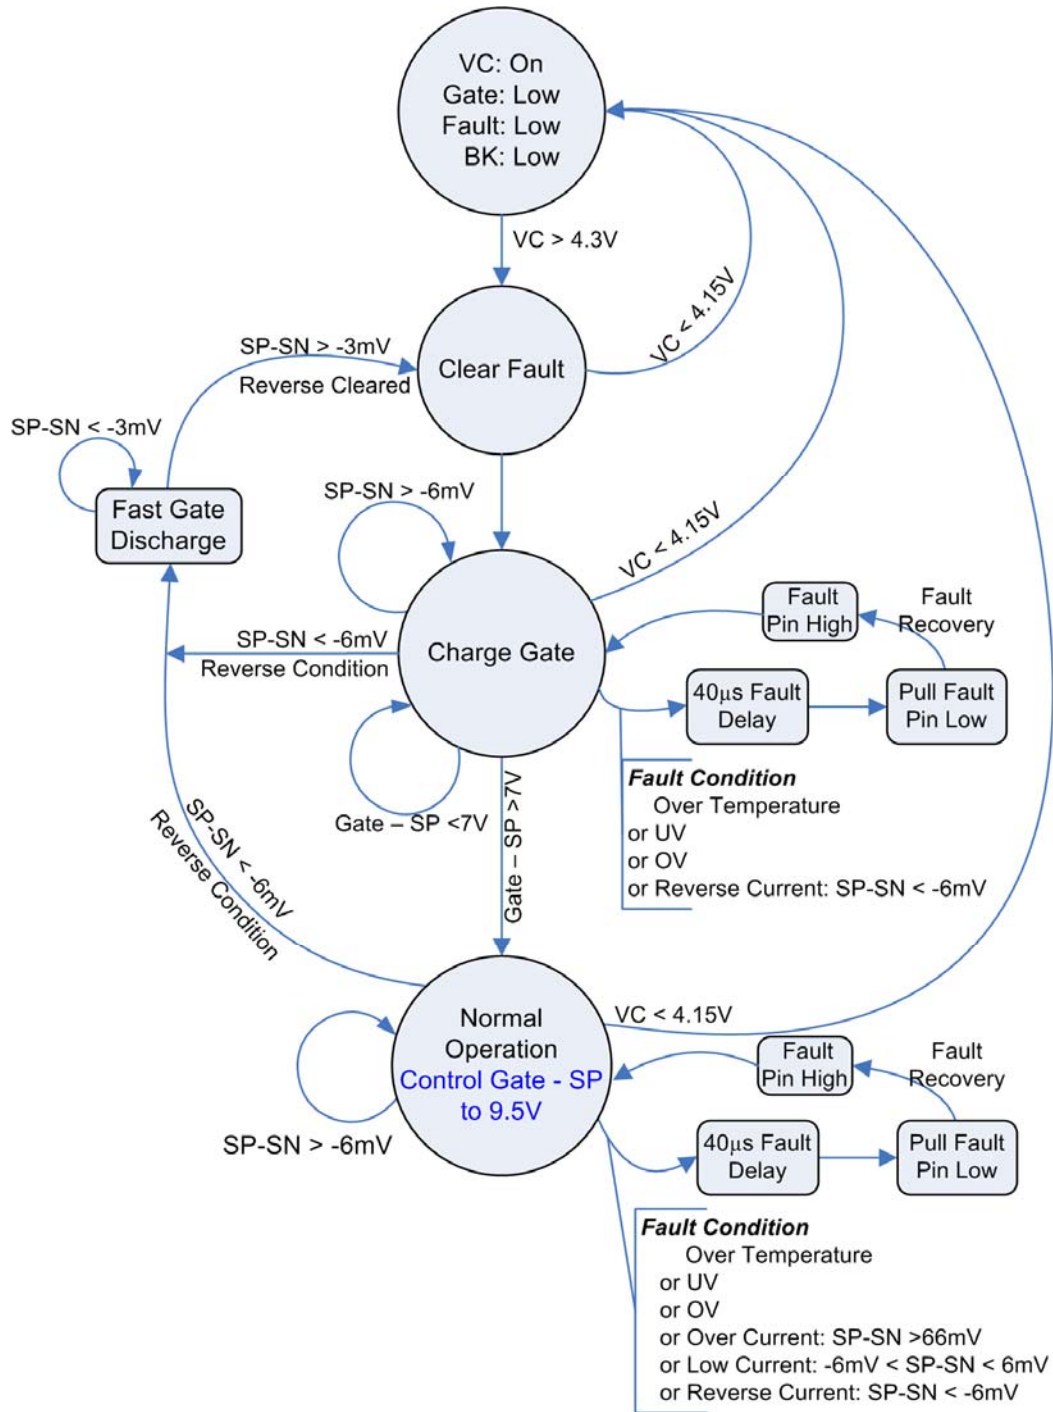 VC: On
Gate: Low
Fault: Low
BK: Low
VC > 4.3V
VC < 4.15V
SP-SN > -3mV
Reverse Cleared
Clear Fault
SP-SN < -3mV
Fast Gate
Discharge
SP-SN > -6mV
VC < 4.15V
Fault
Pin High
Fault
Recovery
SP-SN < -6mV
Reverse Condition
Charge Gate
40µs Fault
Delay
Pull Fault
Pin Low
Gate – SP <7V
Gate – SP >7V
Fault Condition
Over Temperature
or UV
or OV
or Reverse Current: SP-SN < -6mV
SP-SN < -6mV
Reverse Condition
Normal
Operation
Control Gate - SP
to 9.5V
VC < 4.15V
Fault
Pin High
Fault
Recovery
SP-SN > -6mV
40µs Fault
Delay
Pull Fault
Pin Low
Fault Condition
Over Temperature
or UV
or OV
or Over Current: SP-SN >66mV
or Low Current: -6mV < SP-SN < 6mV
or Reverse Current: SP-SN < -6mV